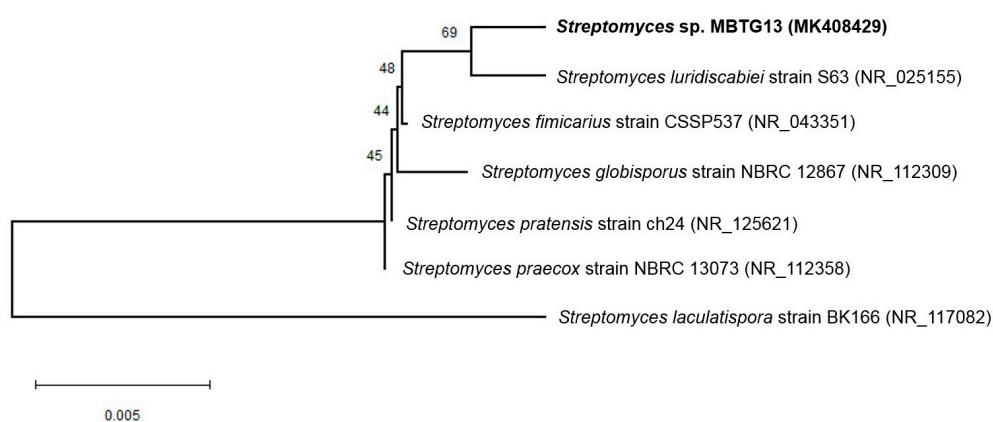 69
Streptomyces sp. MBTG13 (MK408429)
48
Streptomyces luridiscabiei strain S63 (NR_025155)
44
Streptomyces fimicarius strain CSSP537 (NR_043351)
45
Streptomyces globisporus strain NBRC 12867 (NR_112309)
Streptomyces pratensis strain ch24 (NR_125621)
Streptomyces praecox strain NBRC 13073 (NR_112358)
Streptomyces laculatispora strain BK166 (NR_117082)
0.005